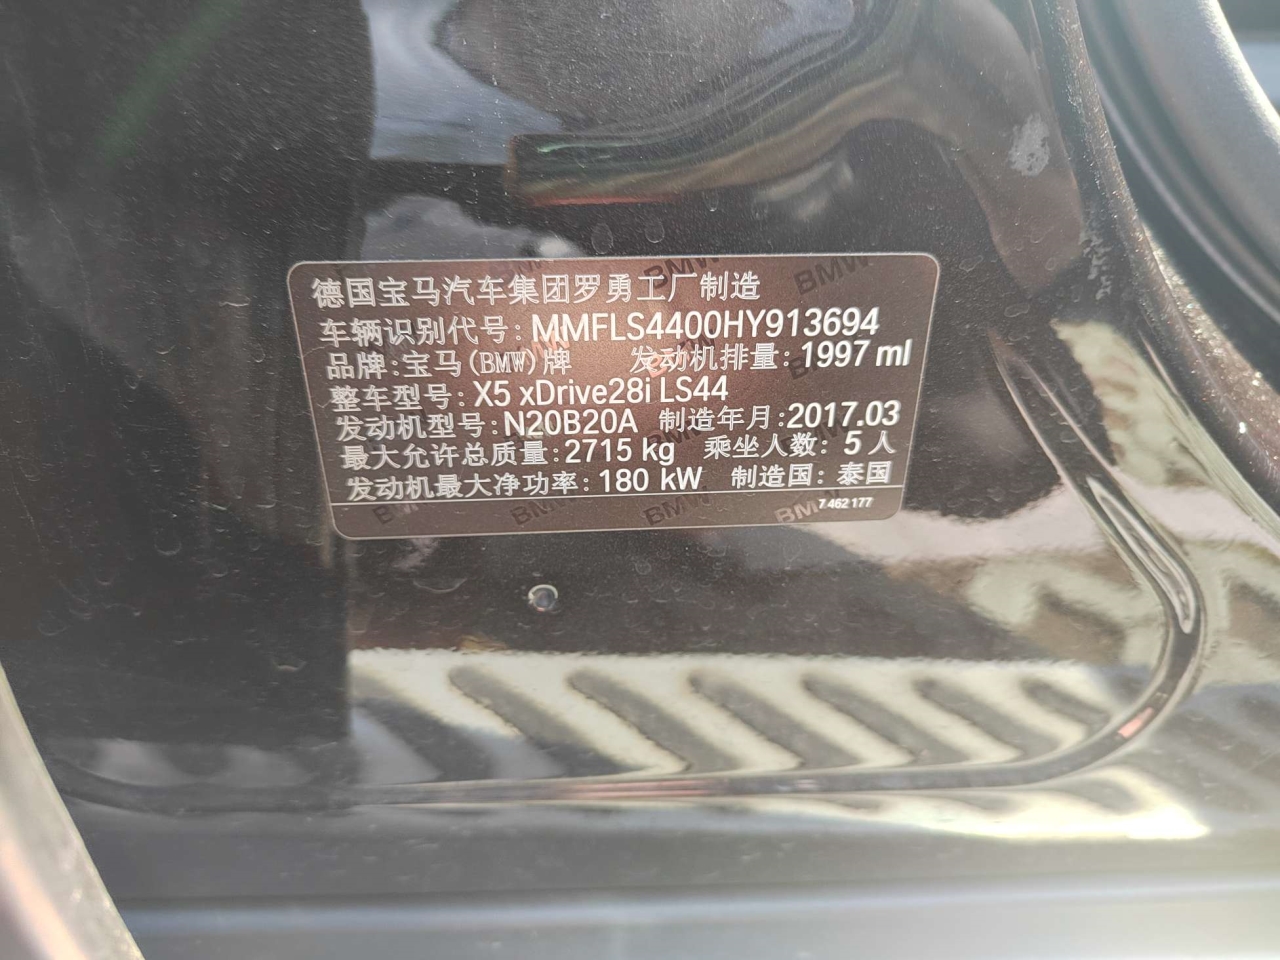 德国宝马汽车集团罗勇工厂制造
车辆识别代号: MMFLS4400HY913694
品牌:宝马(BMW)牌 发动机排量: 1997 ml
整车型号: X5 xDrive28i LS44
发动机型号: N20B20A 制造年月:2017.03
最大允许总质量:2715 kg 乘坐人数: 5 人
发动机最大净功率: 180 kW 制造国: 泰国
7 462 177